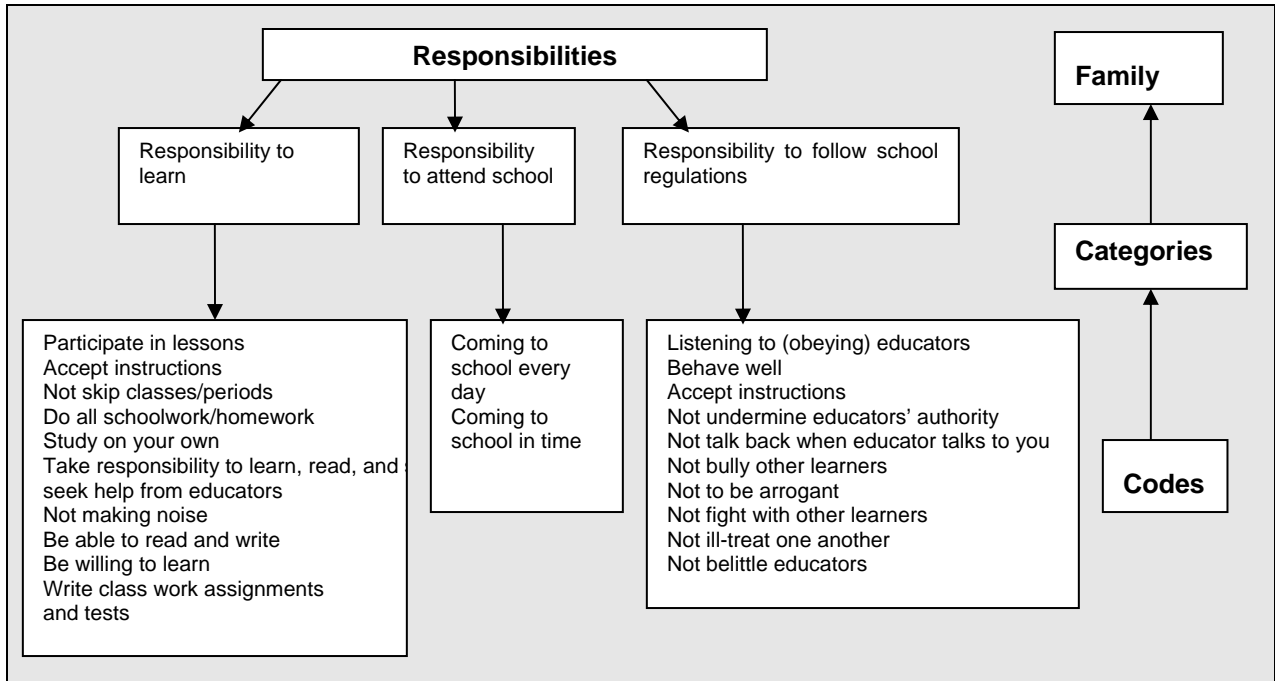 Responsibilities
Family
Responsibility to
learn
Responsibility
to attend school
Responsibility to follow school
regulations
Categories
Participate in lessons
Accept instructions
Not skip classes/periods
Do all schoolwork/homework
Study on your own
Take responsibility to learn, read, and
seek help from educators
Not making noise
Be able to read and write
Be willing to learn
Write class work assignments
and tests
Coming to
school every
day
Coming to
school in time
Listening to (obeying) educators
Behave well
Accept instructions
Not undermine educators’ authority
Not talk back when educator talks to you
Not bully other learners
Not to be arrogant
Not fight with other learners
Not ill-treat one another
Not belittle educators
Codes